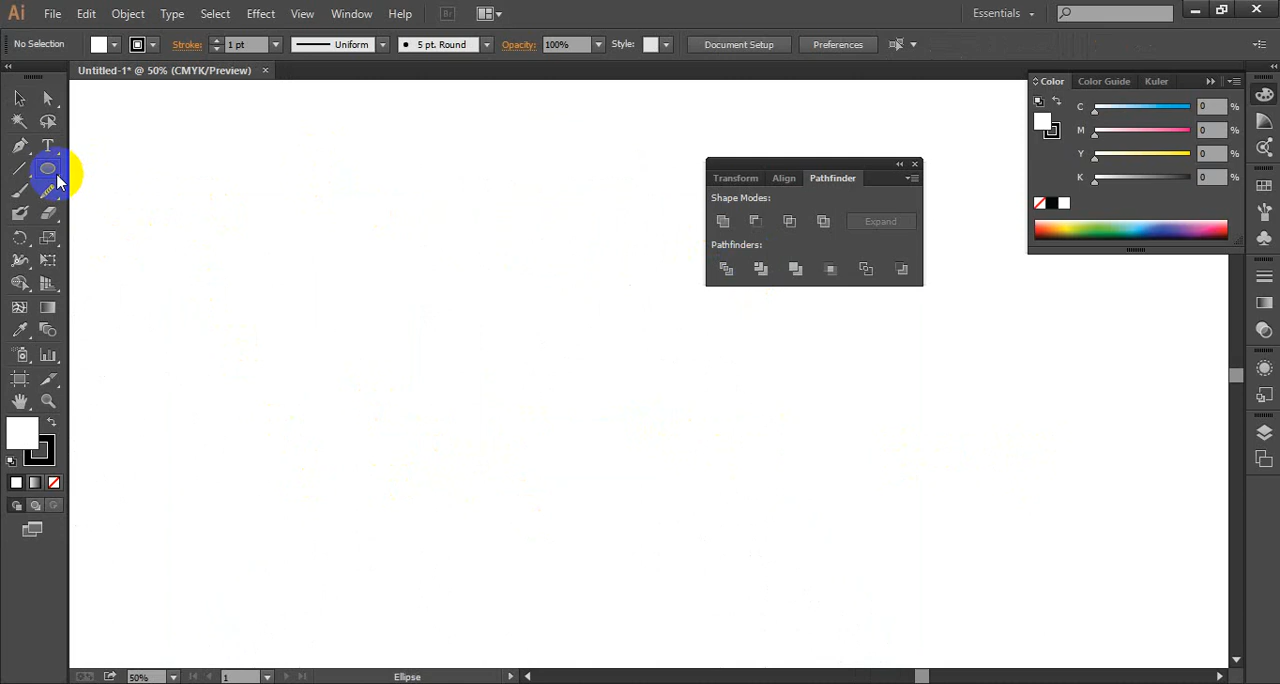 Ai File Edit Object Type Select Effect View Window Help Br Essentials
No Selection Stroke: 1 pt Uniform 5 pt. Round Opacity: 100% Style: Document Setup Preferences
Untitled-1* @ 50% (CMYK/Preview) ×
Color Color Guide Kuler
C 0 %
M 0 %
Y 0 %
K 0 %
Transform Align Pathfinder
Shape Modes:
Expand
Pathfinders:
50% 1 Ellipse